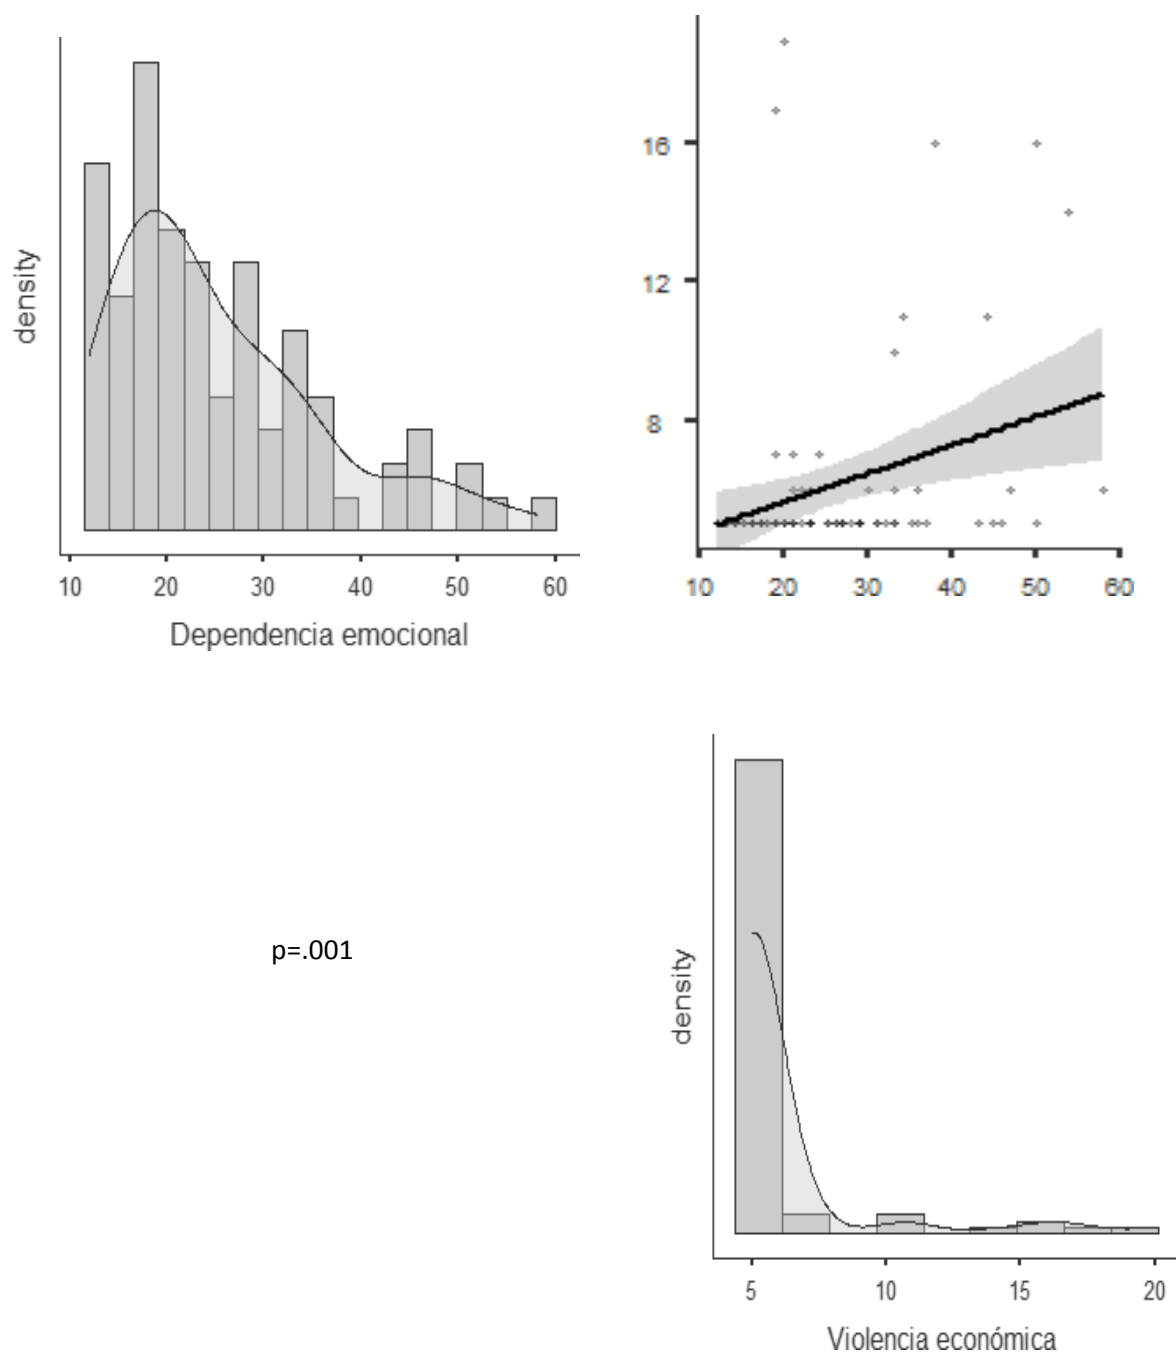 density
10 20 30 40 50 60
Dependencia emocional
16
12
8
10 20 30 40 50 60
p=.001
density
5 10 15 20
Violencia económica